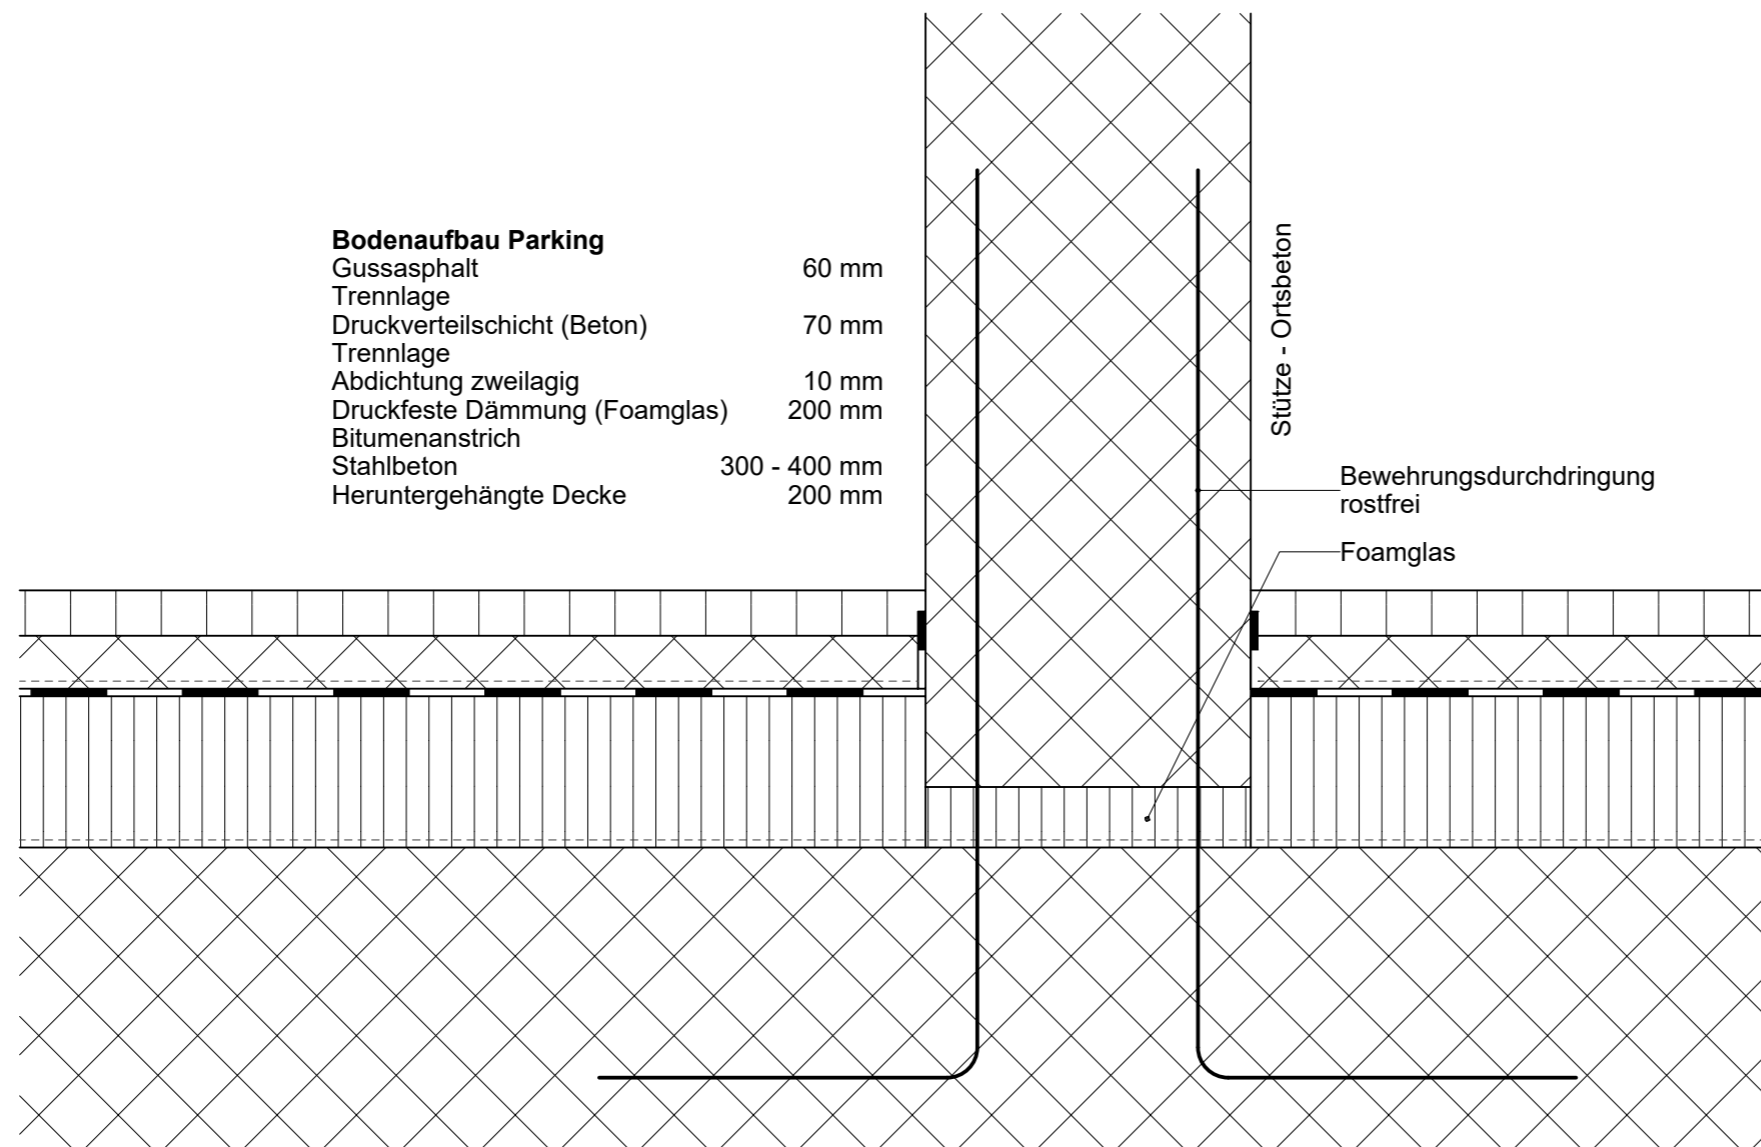 Bodenaufbau Parking
Gussasphalt 60 mm
Trennlage
Druckverteilschicht (Beton) 70 mm
Trennlage
Abdichtung zweilagig 10 mm
Druckfeste Dämmung (Foamglas) 200 mm
Bitumenanstrich
Stahlbeton 300 - 400 mm
Heruntergehängte Decke 200 mm
Stütze - Ortsbeton
Bewehrungsdurchdringung
rostfrei
Foamglas